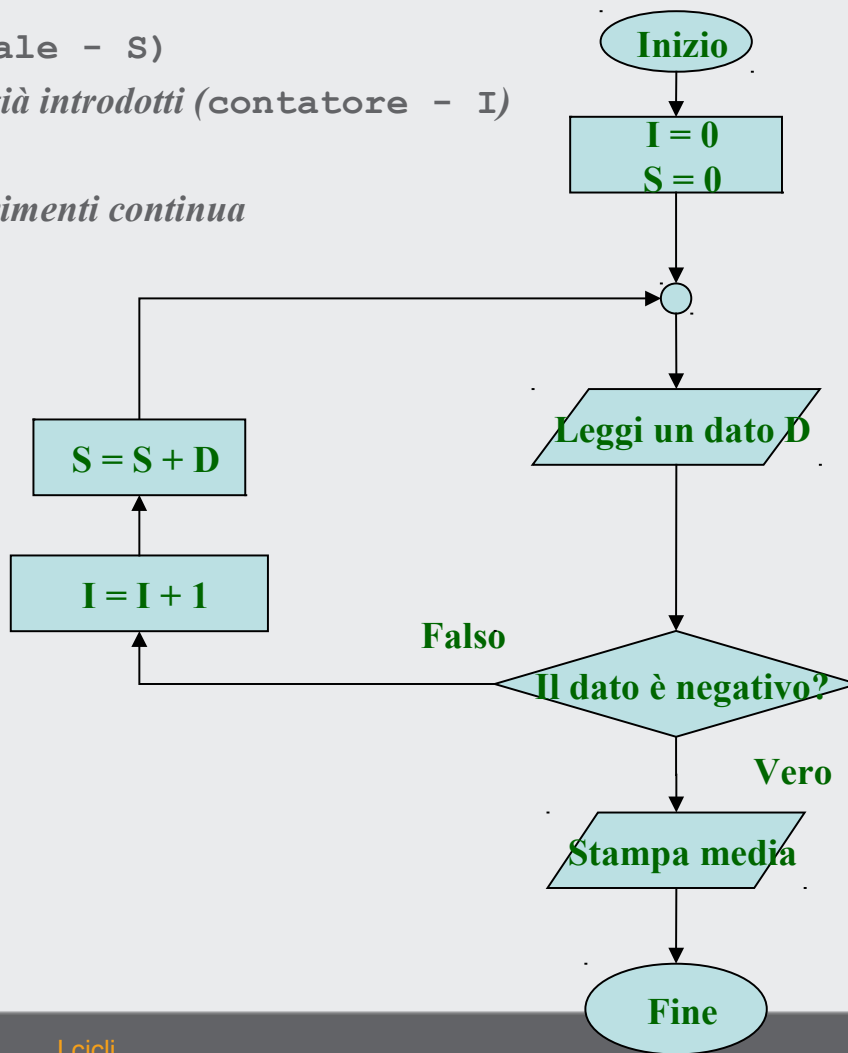 ale - S)
ià introdotti (contatore - I)
imenti continua
Inizio
I = 0
S = 0
Leggi un dato D
S = S + D
I = I + 1
Falso
Il dato è negativo?
Vero
Stampa media
Fine
I cicli